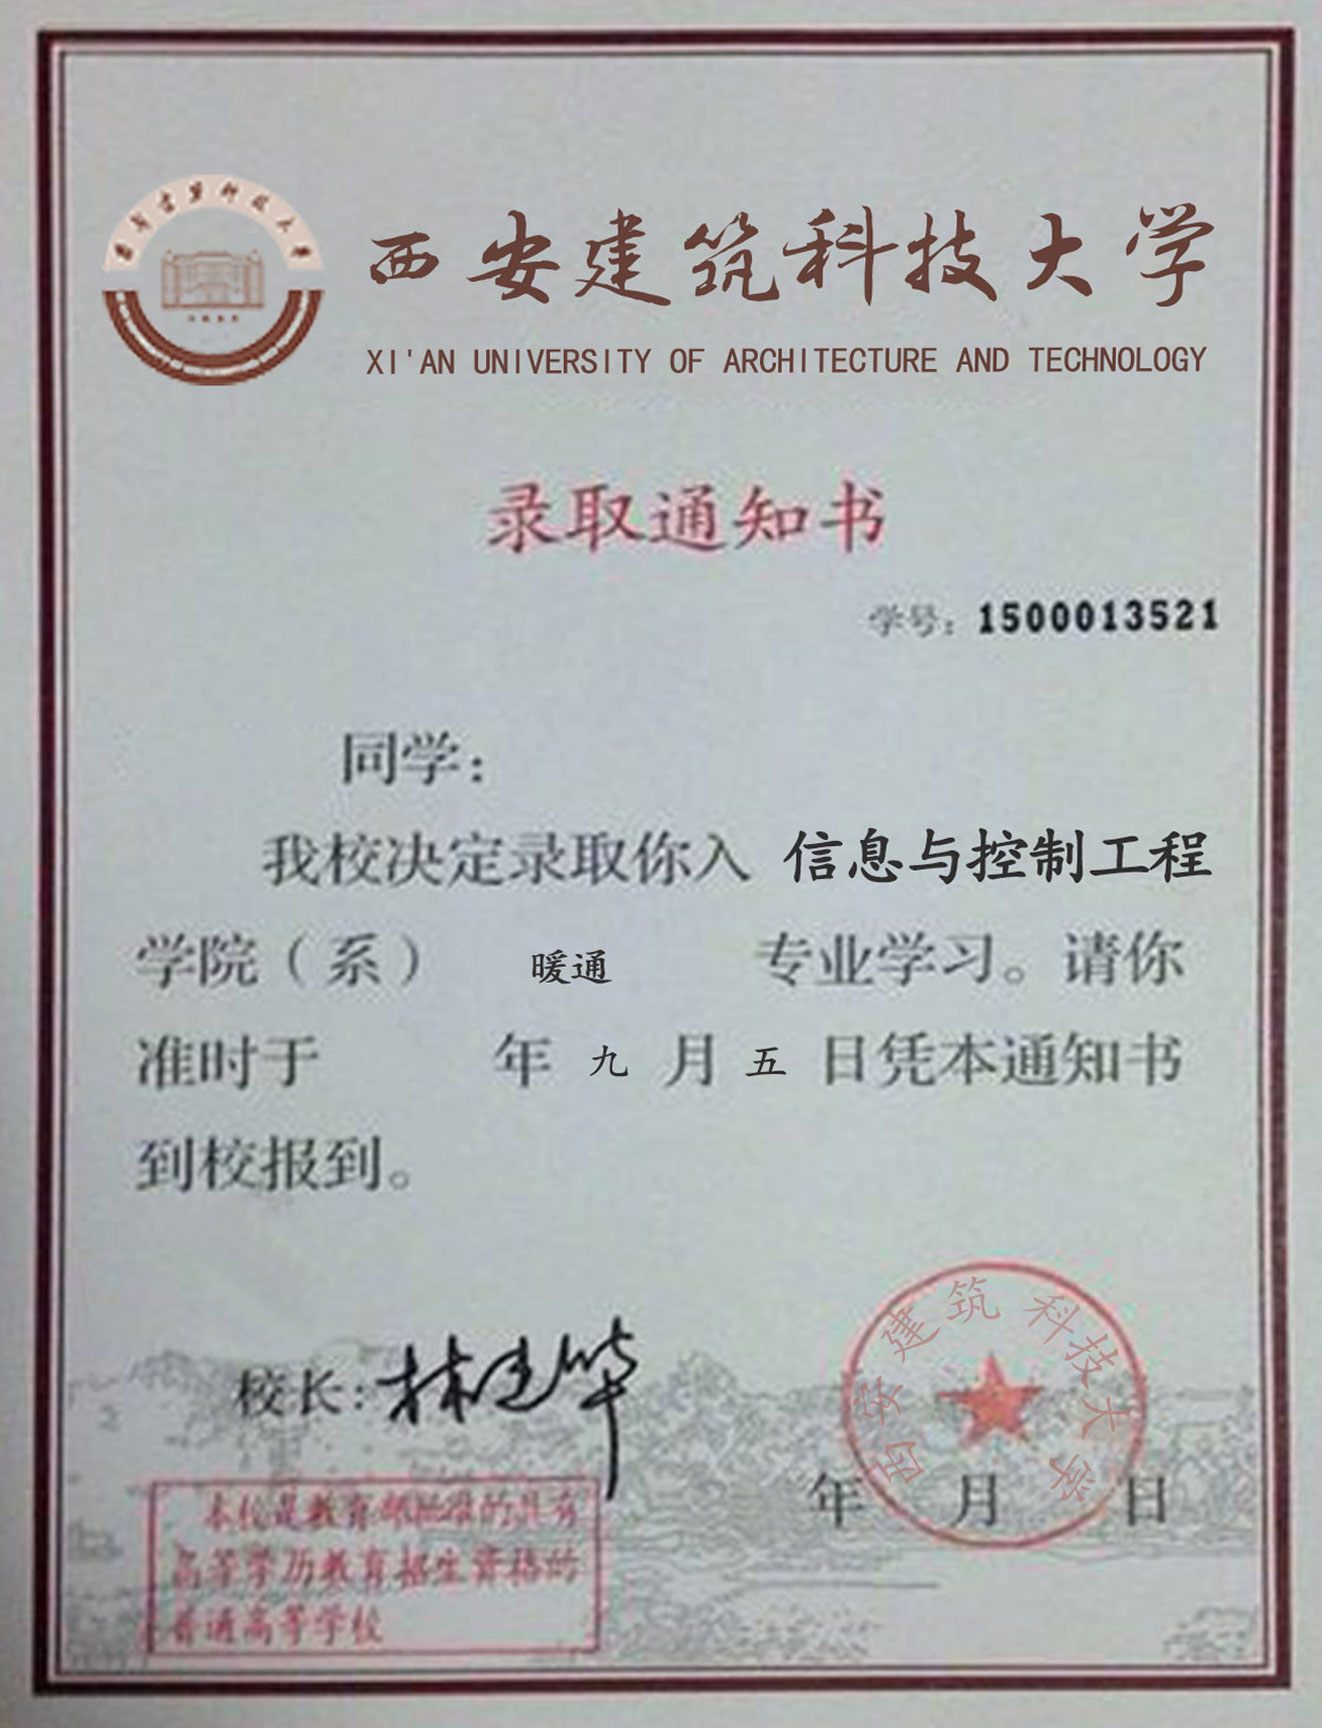 西安建筑科技大学
XI'AN UNIVERSITY OF ARCHITECTURE AND TECHNOLOGY
录取通知书
学号：1500013521
同学：
我校决定录取你入 信息与控制工程
学院（系） 暖通 专业学习。请你
准时于 年 九 月 五 日凭本通知书
到校报到。
校长：林建华
西安建筑科技大学
年 月 日
本校是教育部批准的具有
高等学历教育招生资格的
普通高等学校